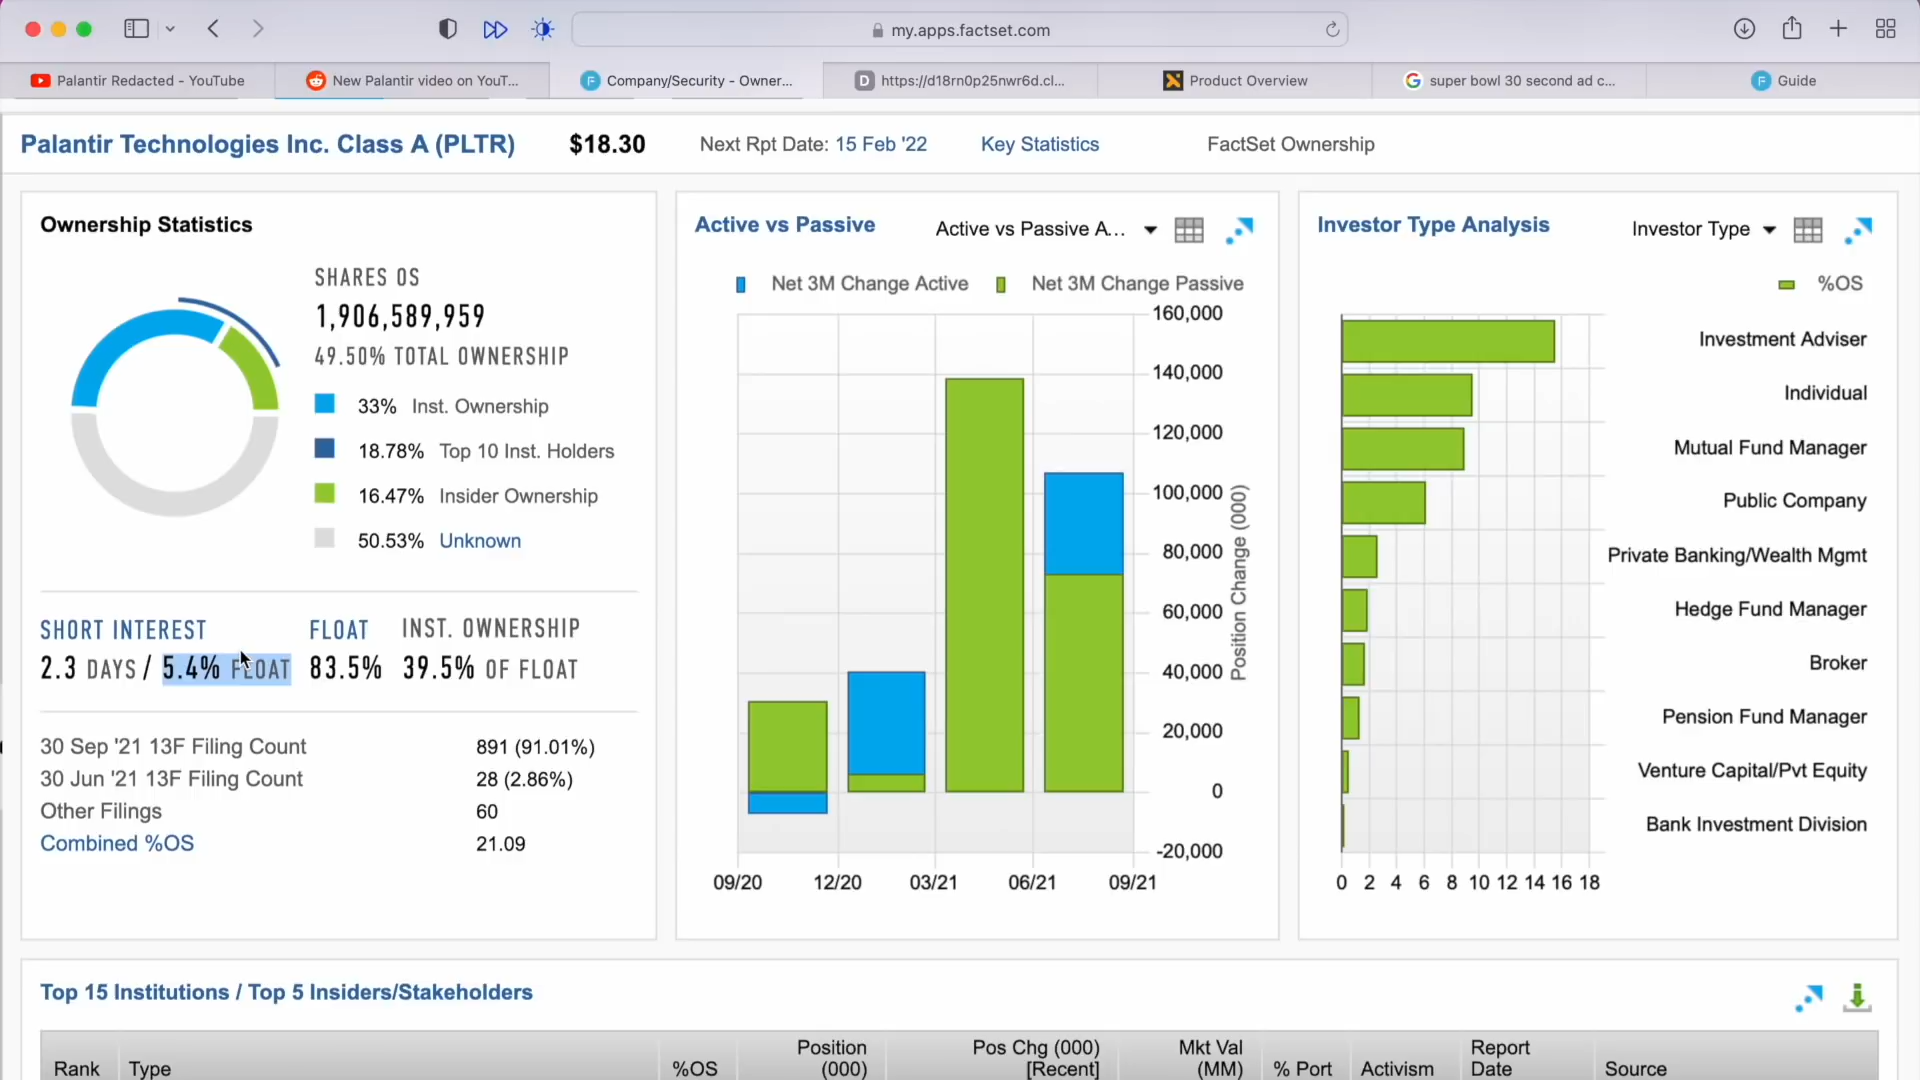 my.apps.factset.com
Palantir Redacted - YouTube
New Palantir video on YouT...
Company/Security - Owner...
D
https://d18rn0p25nwr6d.cl...
Product Overview
super bowl 30 second ad c...
Guide
Palantir Technologies Inc. Class A (PLTR) $18.30 Next Rpt Date: 15 Feb '22 Key Statistics FactSet Ownership
Ownership Statistics
SHARES OS
1,906,589,959
49.50% TOTAL OWNERSHIP
33% Inst. Ownership
18.78% Top 10 Inst. Holders
16.47% Insider Ownership
50.53% Unknown
SHORT INTEREST FLOAT INST. OWNERSHIP
2.3 DAYS / 5.4% FLOAT 83.5% 39.5% OF FLOAT
30 Sep '21 13F Filing Count 891 (91.01%)
30 Jun '21 13F Filing Count 28 (2.86%)
Other Filings 60
Combined %OS 21.09
Active vs Passive Active vs Passive A...
Net 3M Change Active Net 3M Change Passive
160,000
140,000
120,000
100,000
80,000
60,000
40,000
20,000
0
-20,000
Position Change (000)
09/20 12/20 03/21 06/21 09/21
Investor Type Analysis Investor Type
%OS
Investment Adviser
Individual
Mutual Fund Manager
Public Company
Private Banking/Wealth Mgmt
Hedge Fund Manager
Broker
Pension Fund Manager
Venture Capital/Pvt Equity
Bank Investment Division
0 2 4 6 8 10 12 14 16 18
Top 15 Institutions / Top 5 Insiders/Stakeholders
Position Pos Chg (000) Mkt Val Report
Rank Type %OS (000) [Recent] (MM) % Port Activism Date Source